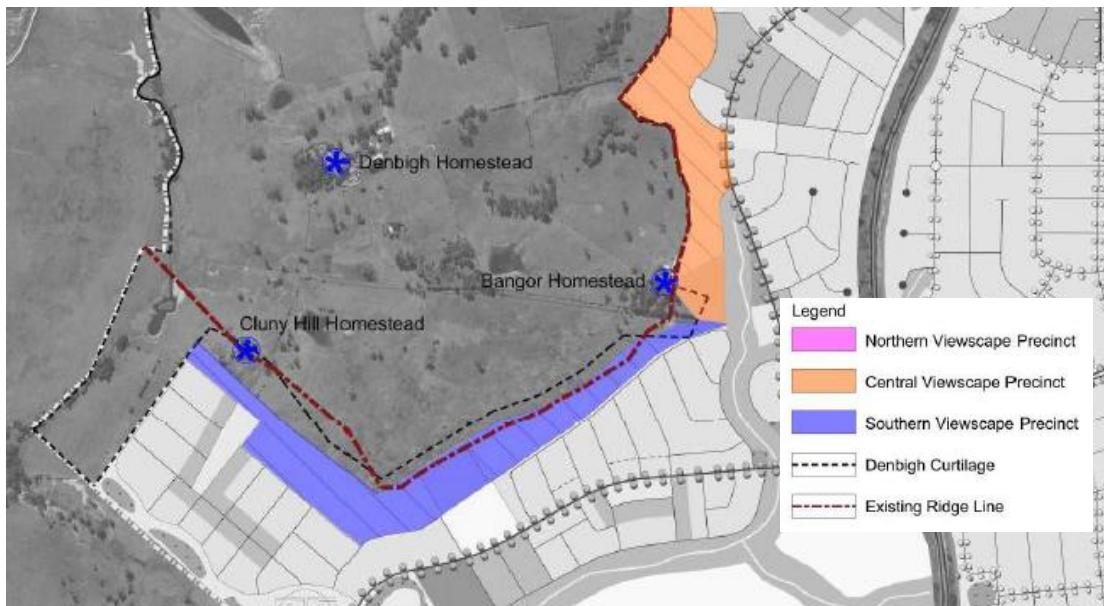 Denbigh Homestead
Bangor Homestead
Cluny Hill Homestead
Legend
Northern Viewscape Precinct
Central Viewscape Precinct
Southern Viewscape Precinct
Denbigh Curtilage
Existing Ridge Line